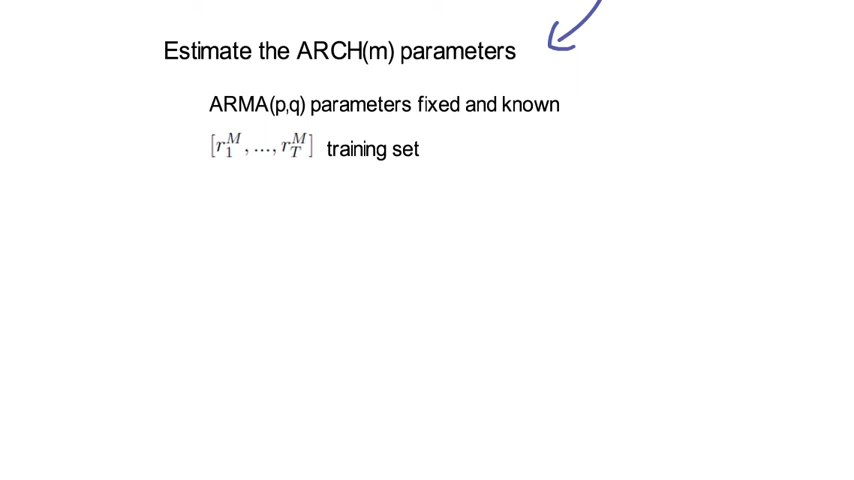 Estimate the ARCH(m) parameters
ARMA(p,q) parameters fixed and known
[r_1^M, ..., r_T^M] training set